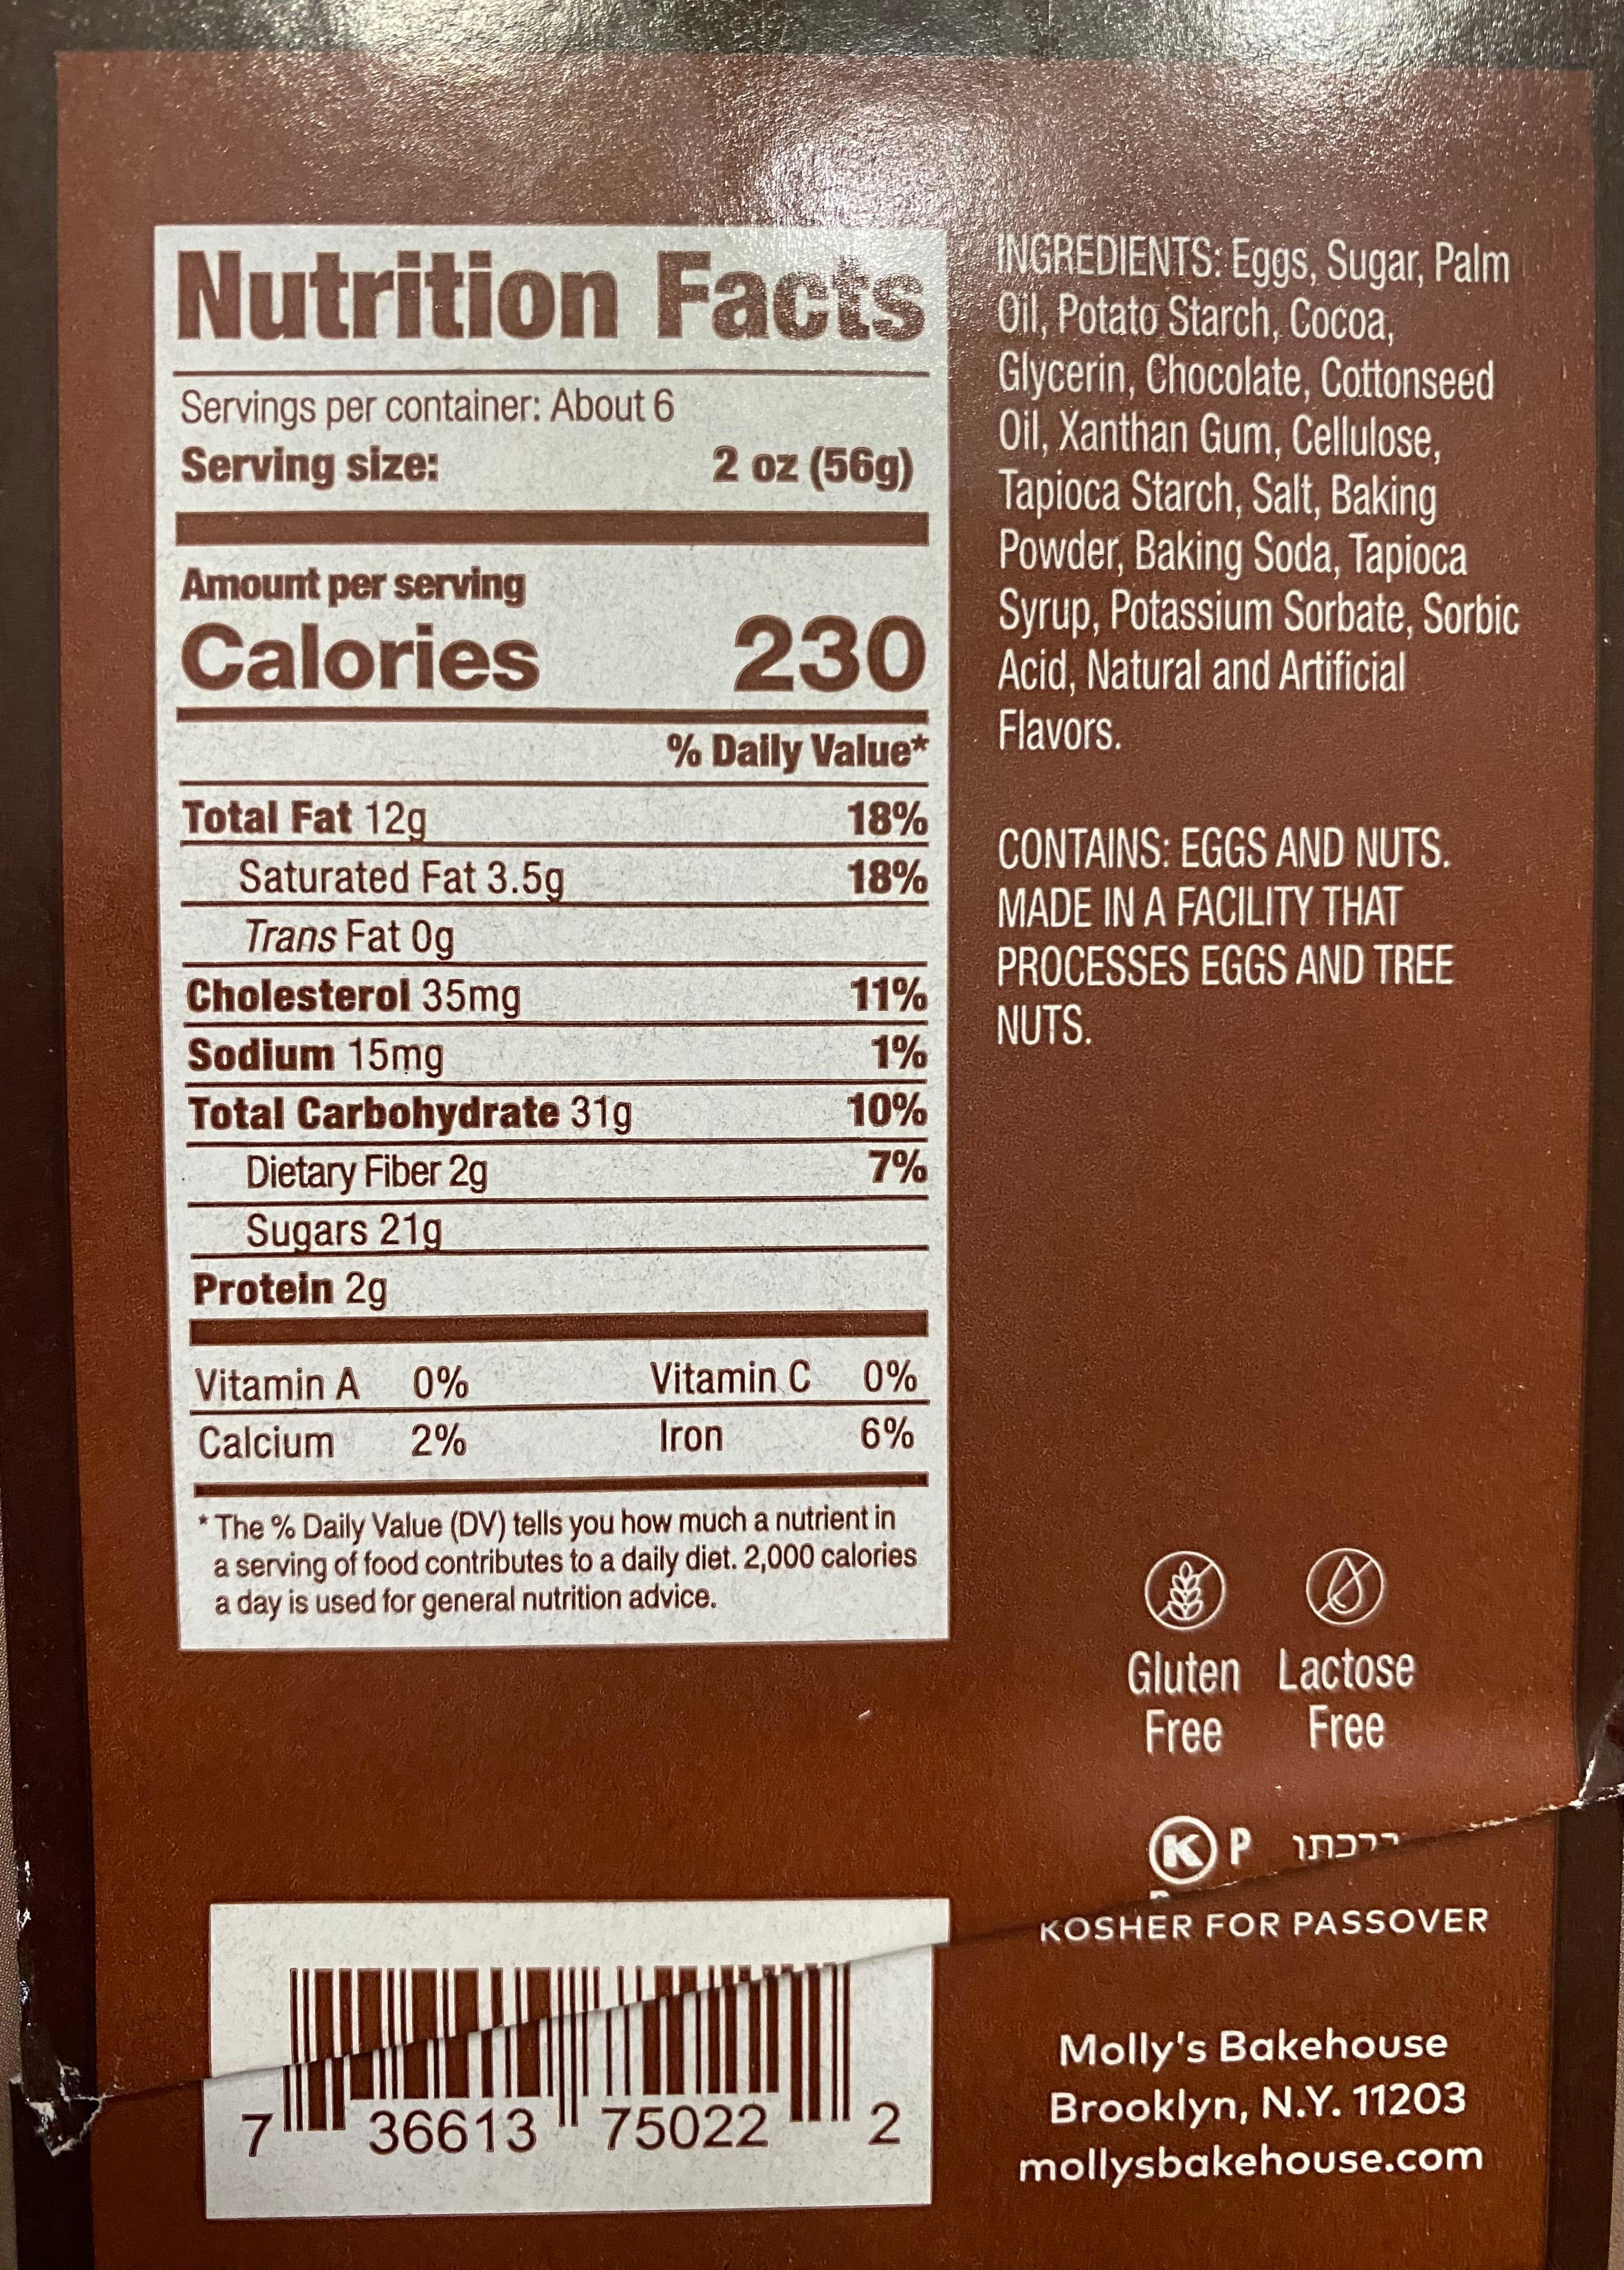 Nutrition Facts
Servings per container: About 6
Serving size: 2 oz (56g)
Amount per serving
Calories 230
% Daily Value*
Total Fat 12g 18%
Saturated Fat 3.5g 18%
Trans Fat 0g
Cholesterol 35mg 11%
Sodium 15mg 1%
Total Carbohydrate 31g 10%
Dietary Fiber 2g 7%
Sugars 21g
Protein 2g
Vitamin A 0% Vitamin C 0%
Calcium 2% Iron 6%
* The % Daily Value (DV) tells you how much a nutrient in
a serving of food contributes to a daily diet. 2,000 calories
a day is used for general nutrition advice.
INGREDIENTS: Eggs, Sugar, Palm
Oil, Potato Starch, Cocoa,
Glycerin, Chocolate, Cottonseed
Oil, Xanthan Gum, Cellulose,
Tapioca Starch, Salt, Baking
Powder, Baking Soda, Tapioca
Syrup, Potassium Sorbate, Sorbic
Acid, Natural and Artificial
Flavors.
CONTAINS: EGGS AND NUTS.
MADE IN A FACILITY THAT
PROCESSES EGGS AND TREE
NUTS.
Gluten Free
Lactose Free
K P
KOSHER FOR PASSOVER
Molly's Bakehouse
Brooklyn, N.Y. 11203
mollysbakehouse.com
7 36613 75022 2